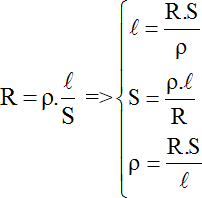 R = ρ.ℓ/S => { ℓ = R.S/ρ
S = ρ.ℓ/R
ρ = R.S/ℓ